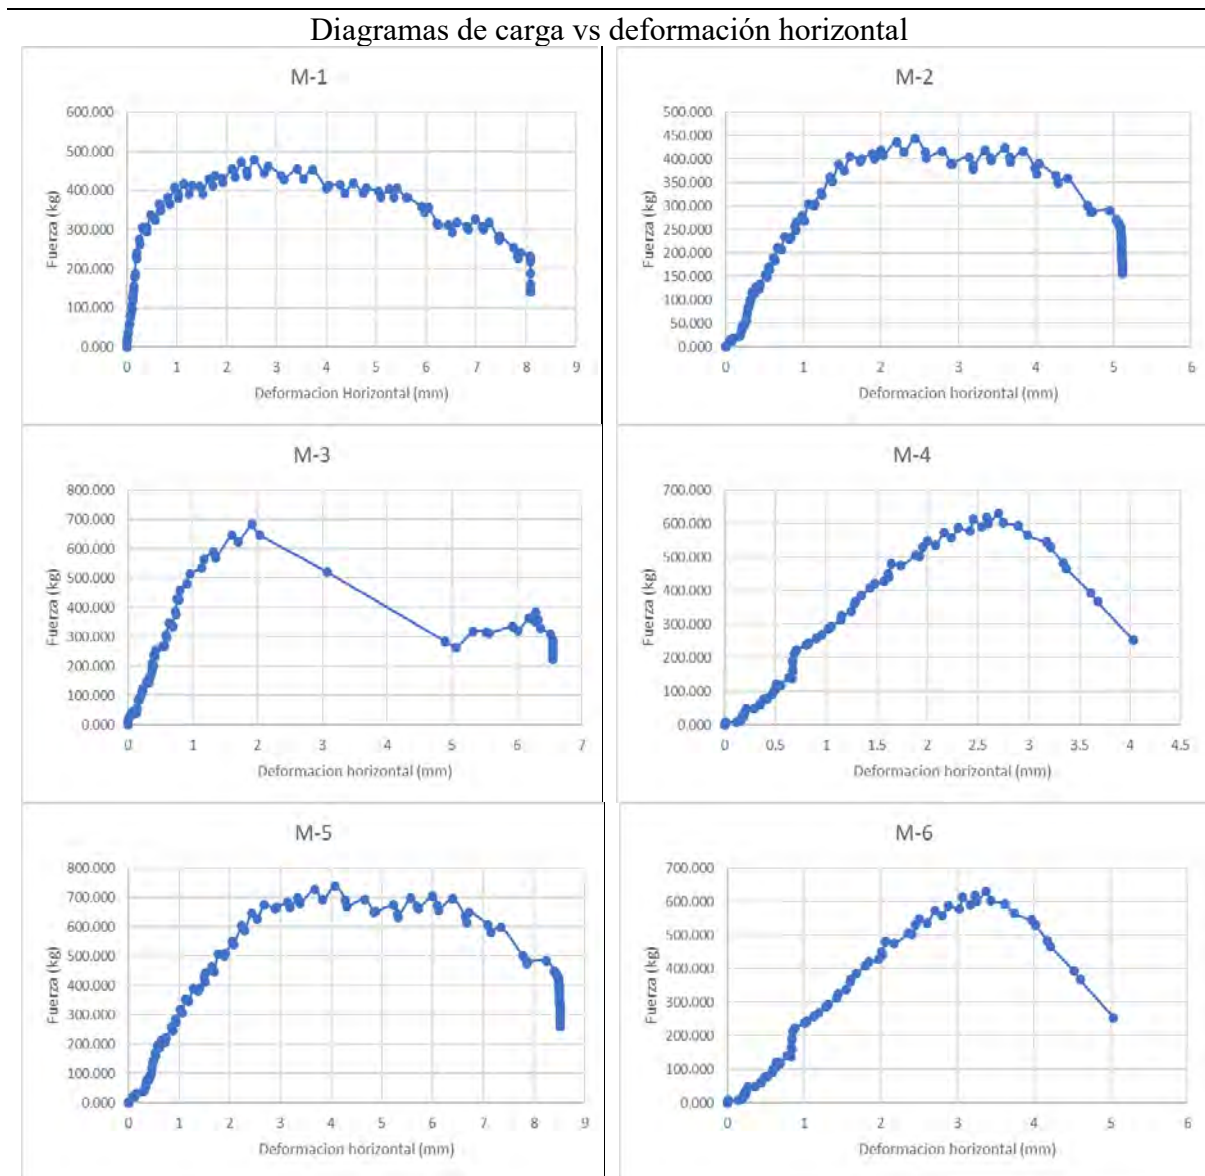 Diagramas de carga vs deformación horizontal
M-1
600.000
500.000
400.000
300.000
200.000
100.000
0.000
Fuerza (kg)
0 1 2 3 4 5 6 7 8 9
Deformacion Horizontal (mm)
M-2
500.000
450.000
400.000
350.000
300.000
250.000
200.000
150.000
100.000
50.000
0.000
Fuerza (kg)
0 1 2 3 4 5 6
Deformacion horizontal (mm)
M-3
800.000
700.000
600.000
500.000
400.000
300.000
200.000
100.000
0.000
Fuerza (kg)
0 1 2 3 4 5 6 7
Deformacion horizontal (mm)
M-4
700.000
600.000
500.000
400.000
300.000
200.000
100.000
0.000
Fuerza (kg)
0 0.5 1 1.5 2 2.5 3 3.5 4 4.5
Deformacion horizontal (mm)
M-5
800.000
700.000
600.000
500.000
400.000
300.000
200.000
100.000
0.000
Fuerza (kg)
0 1 2 3 4 5 6 7 8 9
Deformacion horizontal (mm)
M-6
700.000
600.000
500.000
400.000
300.000
200.000
100.000
0.000
Fuerza (kg)
0 1 2 3 4 5 6
Deformacion horizontal (mm)